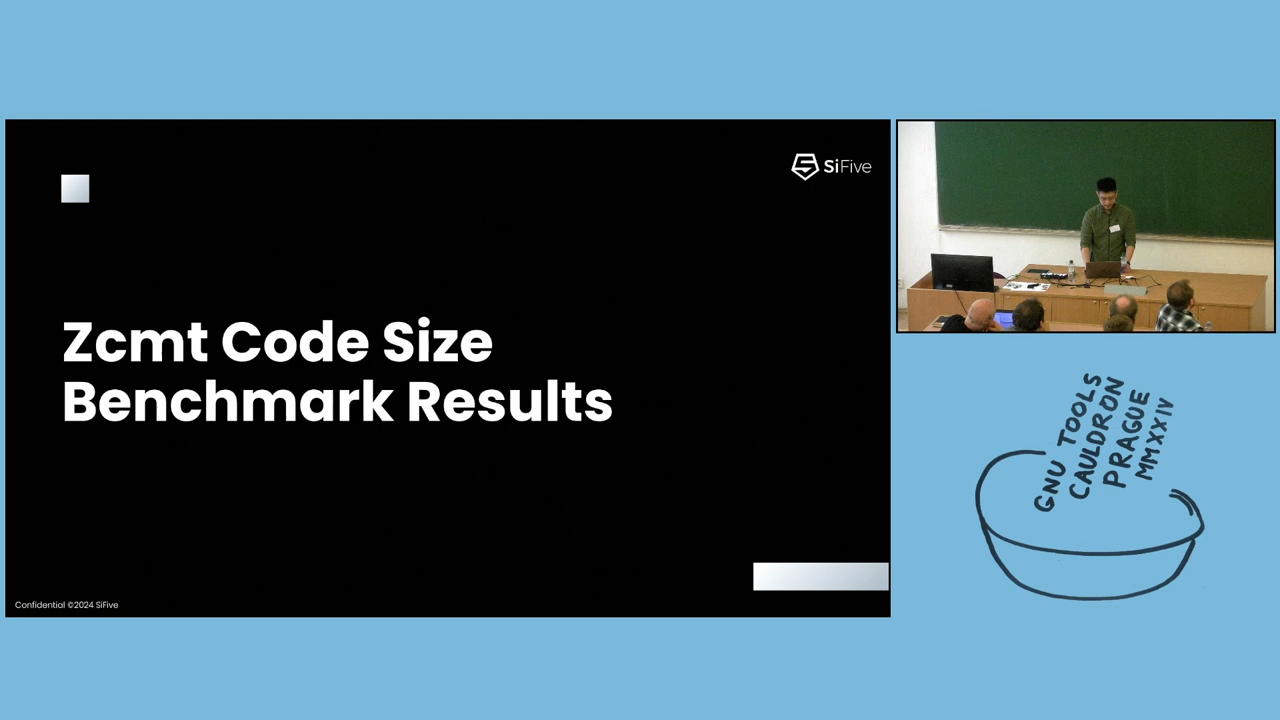 SiFive
Zcmt Code Size
Benchmark Results
Confidential ©2024 SiFive
GNU TOOLS
CAULDRON
PRAGUE
MMXXIV